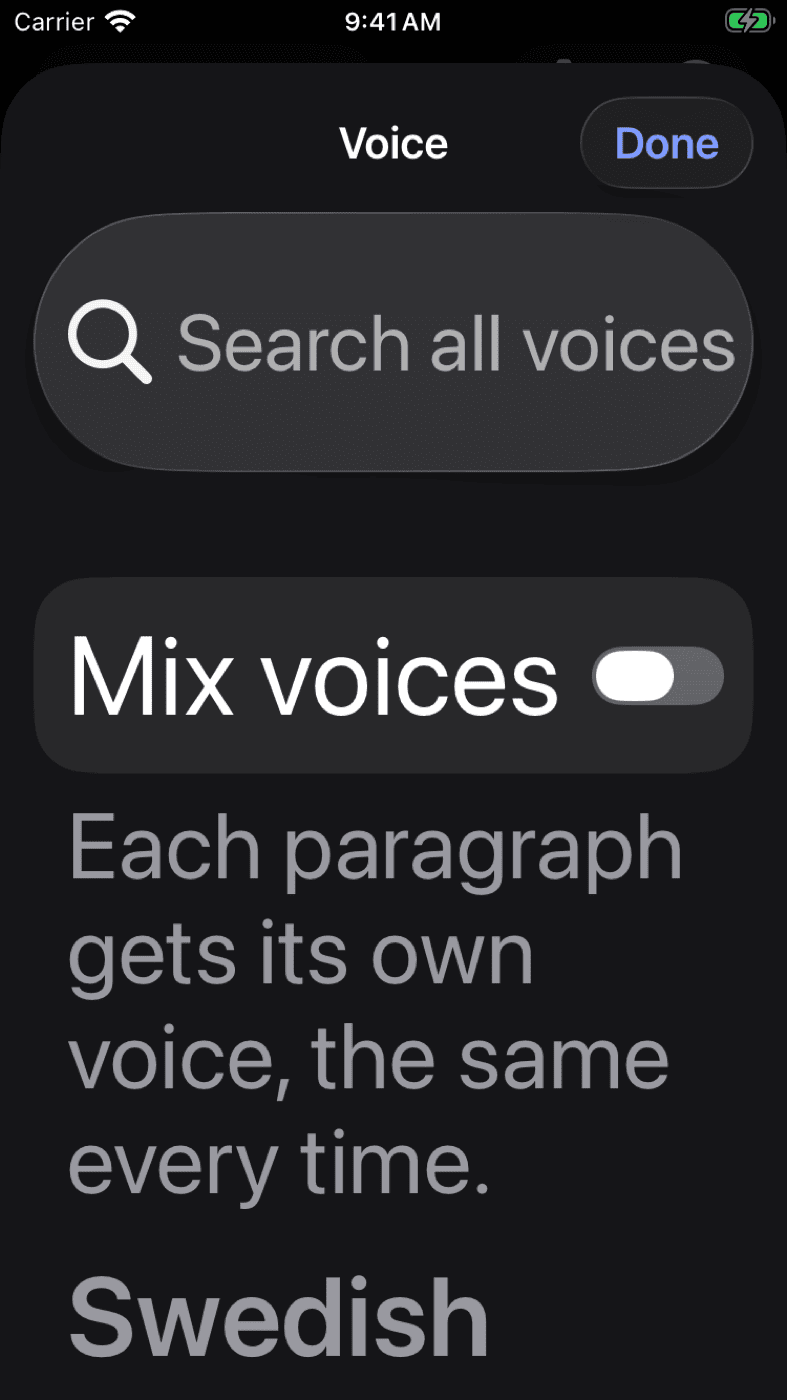 Carrier 9:41 AM
Voice Done
Search all voices
Mix voices
Each paragraph
gets its own
voice, the same
every time.
Swedish